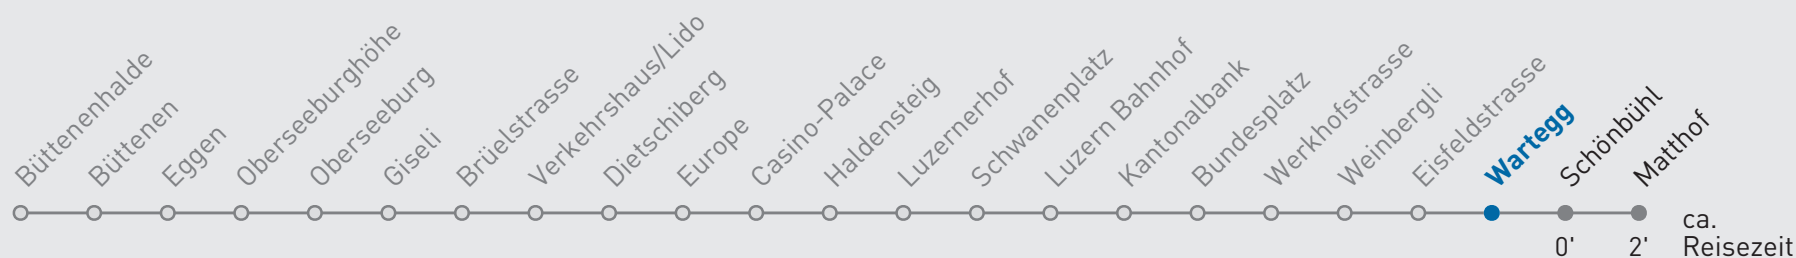 Büttenenhalde
Büttenen
Eggen
Oberseeburghöhe
Oberseeburg
Giseli
Brüelstrasse
Verkehrshaus/Lido
Dietschiberg
Europe
Casino-Palace
Haldensteig
Luzernerhof
Schwanenplatz
Luzern Bahnhof
Kantonalbank
Bundesplatz
Werkhofstrasse
Weinbergli
Eisfeldstrasse
Wartegg
Schönbühl
Matthof
ca.
0' 2' Reisezeit